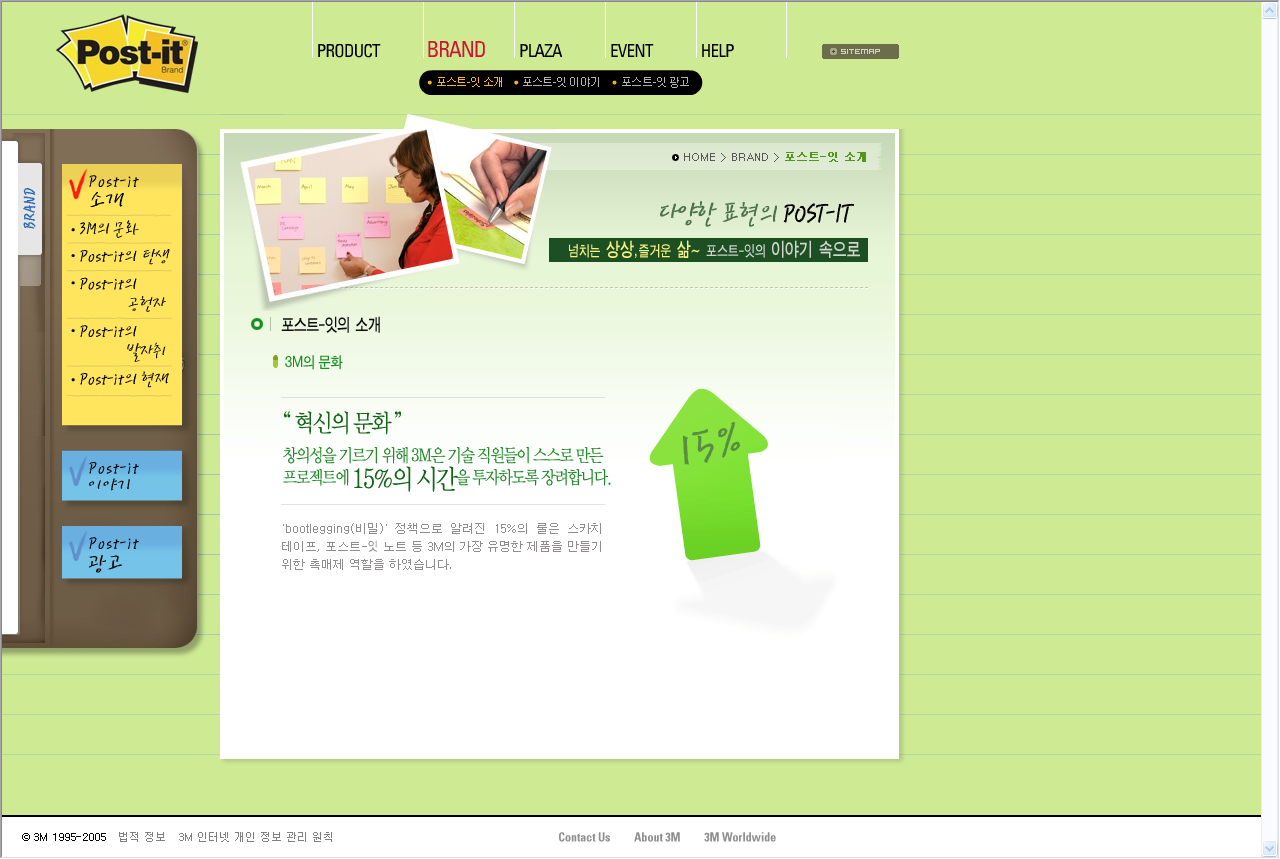 Post-it
Brand
PRODUCT
BRAND
PLAZA
EVENT
HELP
SITEMAP
포스트-잇 소개
포스트-잇 이야기
포스트-잇 광고
BRAND
Post-it
소개
3M의 문화
Post-it의 탄생
Post-it의
공헌자
Post-it의
발자취
Post-it의 현재
Post-it
이야기
Post-it
광고
HOME > BRAND > 포스트-잇 소개
다양한 표현의 POST-IT
넘치는 상상,즐거운 삶~ 포스트-잇의 이야기 속으로
March
April
May
포스트-잇의 소개
3M의 문화
“ 혁신의 문화 ”
창의성을 기르기 위해 3M은 기술 직원들이 스스로 만든
프로젝트에 15%의 시간을 투자하도록 장려합니다.
15%
'bootlegging(비밀)' 정책으로 알려진 15%의 룰은 스카치
테이프, 포스트-잇 노트 등 3M의 가장 유명한 제품을 만들기
위한 촉매제 역할을 하였습니다.
© 3M 1995-2005 법적 정보 3M 인터넷 개인 정보 관리 원칙
Contact Us About 3M 3M Worldwide